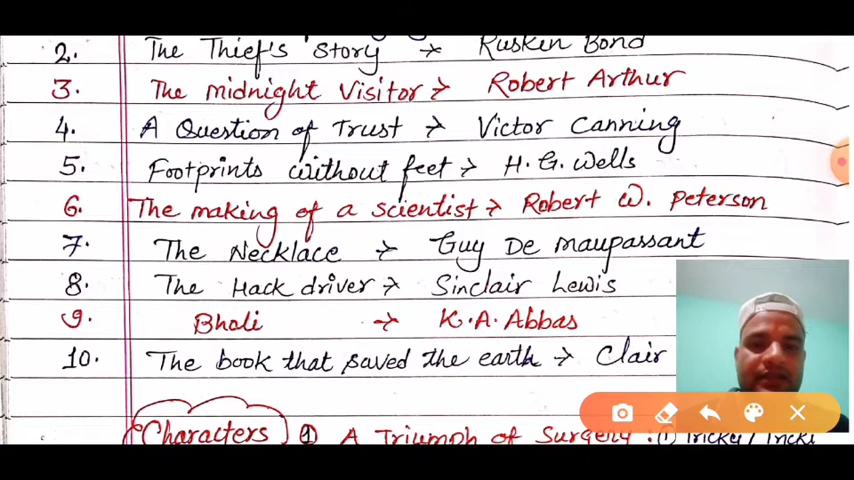 2. The Thief's Story → Ruskin Bond
3. The midnight Visitor → Robert Arthur
4. A Question of Trust → Victor Canning
5. Footprints without feet → H. G. Wells
6. The making of a scientist → Robert W. Peterson
7. The Necklace → Guy De Maupassant
8. The Hack driver → Sinclair Lewis
9. Bholi → K. A. Abbas
10. The book that saved the earth → Clair
Characters ① A Triumph of Surgery : ① Tricky / Tricki